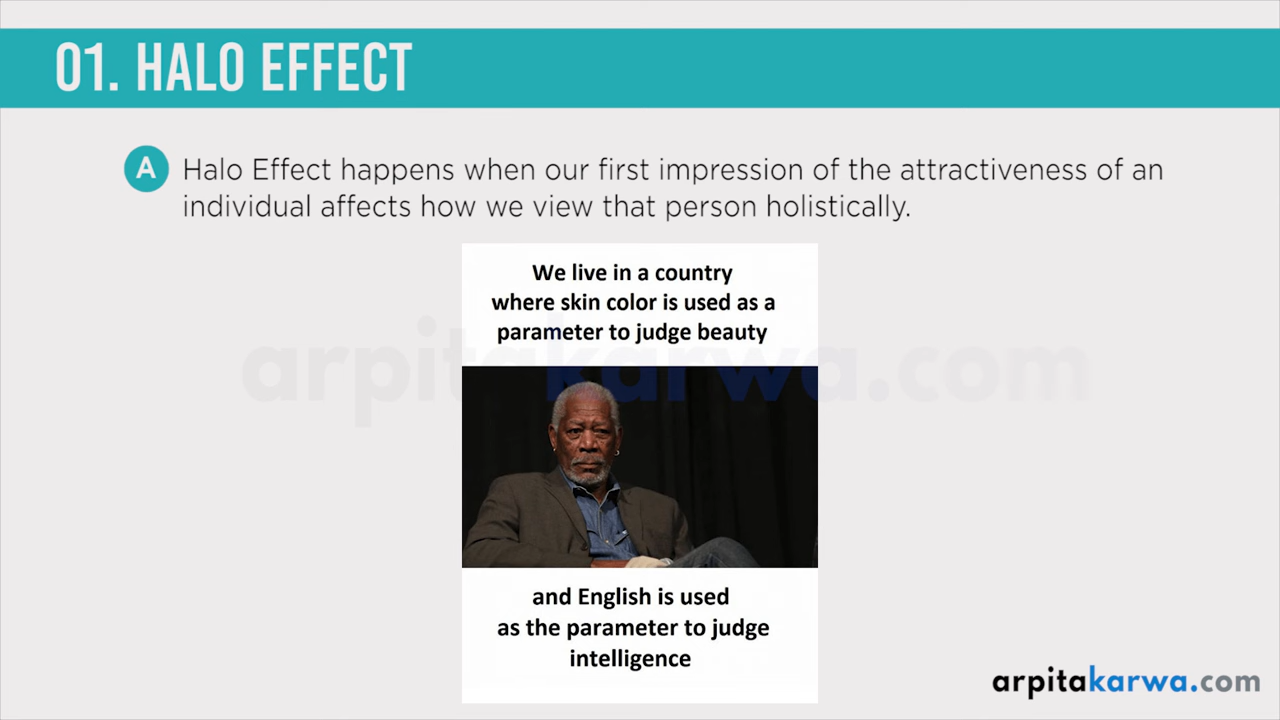 01. HALO EFFECT
A Halo Effect happens when our first impression of the attractiveness of an
individual affects how we view that person holistically.
We live in a country
where skin color is used as a
parameter to judge beauty
arpitakarwa.com
and English is used
as the parameter to judge
intelligence
arpitakarwa.com